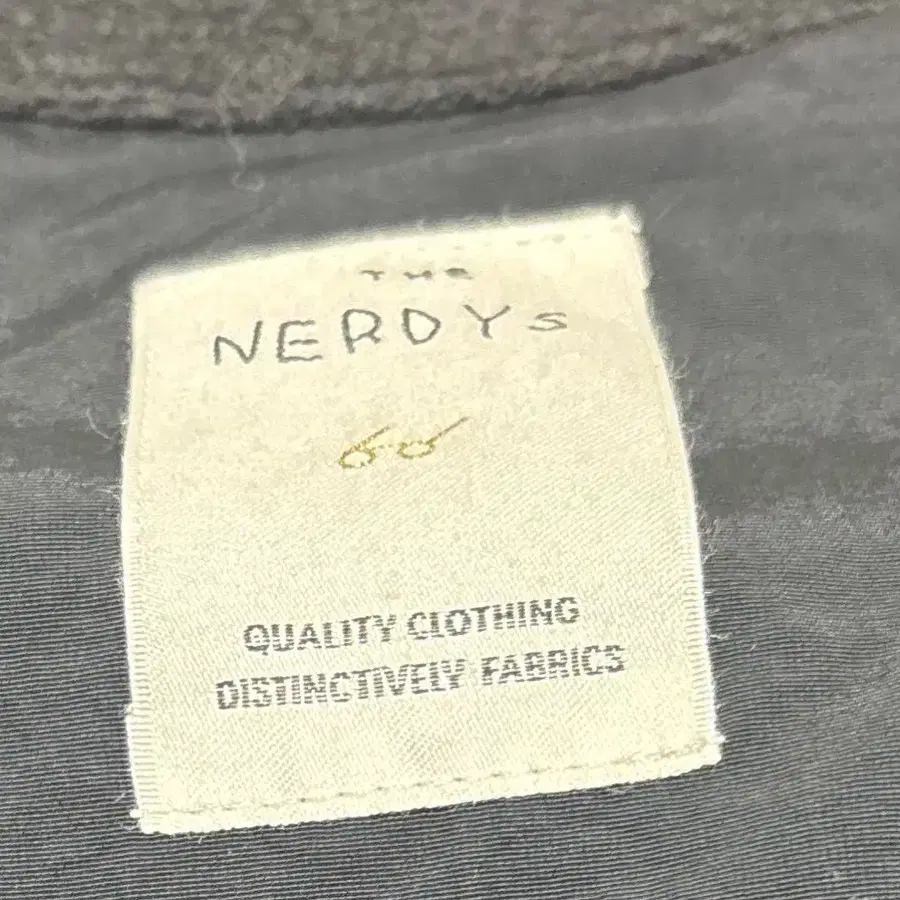 THE
NERDYS
QUALITY CLOTHING
DISTINCTIVELY FABRICS